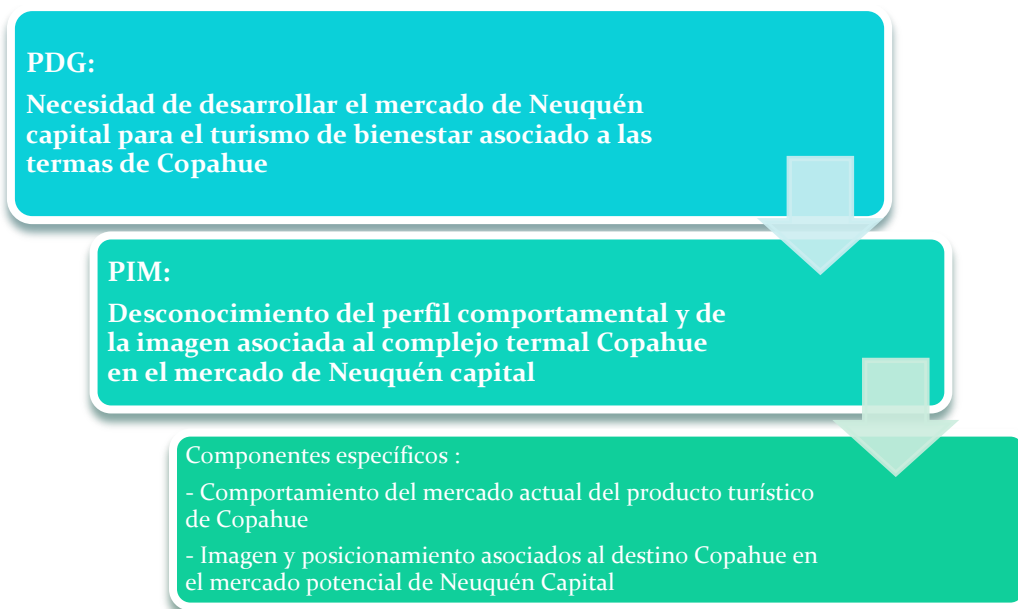 PDG:
Necesidad de desarrollar el mercado de Neuquén
capital para el turismo de bienestar asociado a las
termas de Copahue
PIM:
Desconocimiento del perfil comportamental y de
la imagen asociada al complejo termal Copahue
en el mercado de Neuquén capital
Componentes específicos :
- Comportamiento del mercado actual del producto turístico
de Copahue
- Imagen y posicionamiento asociados al destino Copahue en
el mercado potencial de Neuquén Capital